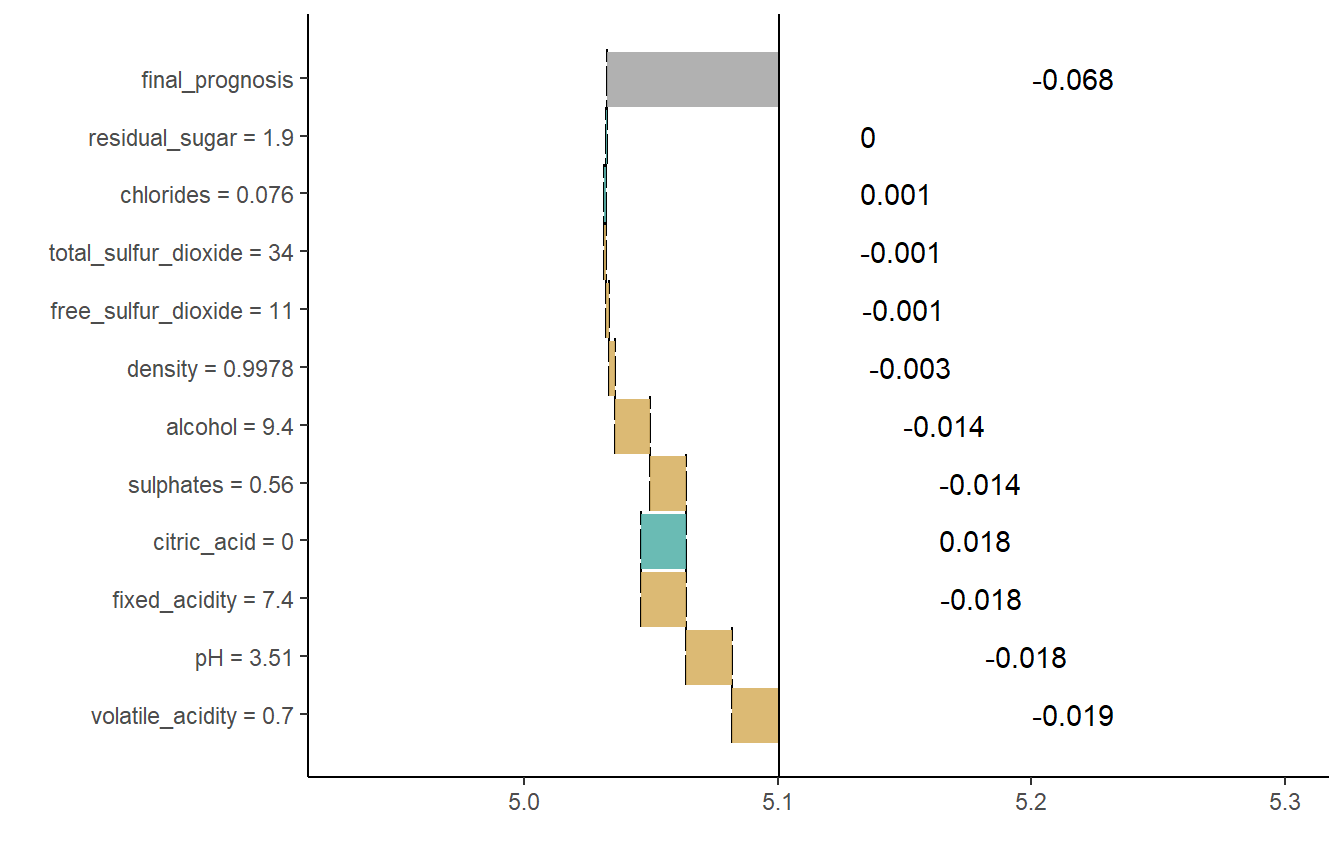 final_prognosis -0.068
residual_sugar = 1.9 0
chlorides = 0.076 0.001
total_sulfur_dioxide = 34 -0.001
free_sulfur_dioxide = 11 -0.001
density = 0.9978 -0.003
alcohol = 9.4 -0.014
sulphates = 0.56 -0.014
citric_acid = 0 0.018
fixed_acidity = 7.4 -0.018
pH = 3.51 -0.018
volatile_acidity = 0.7 -0.019
5.0 5.1 5.2 5.3